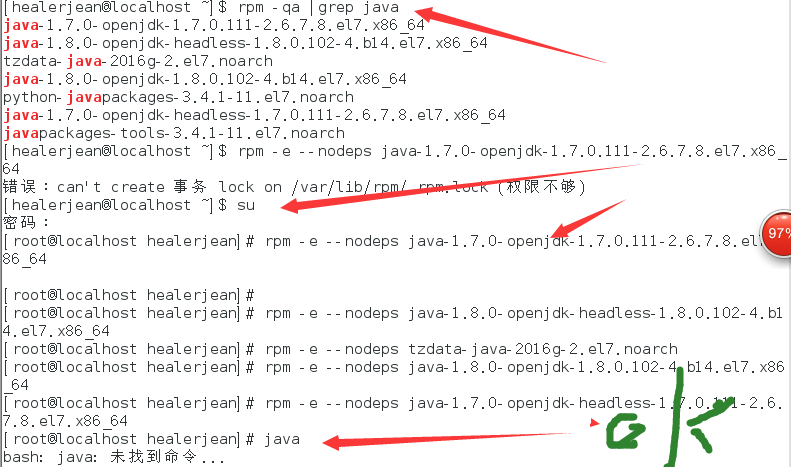 [healerjean@localhost ~]$ rpm -qa |grep java
java-1.7.0-openjdk-1.7.0.111-2.6.7.8.el7.x86_64
java-1.8.0-openjdk-headless-1.8.0.102-4.b14.el7.x86_64
tzdata-java-2016g-2.el7.noarch
java-1.8.0-openjdk-1.8.0.102-4.b14.el7.x86_64
python-javapackages-3.4.1-11.el7.noarch
java-1.7.0-openjdk-headless-1.7.0.111-2.6.7.8.el7.x86_64
javapackages-tools-3.4.1-11.el7.noarch
[healerjean@localhost ~]$ rpm -e --nodeps java-1.7.0-openjdk-1.7.0.111-2.6.7.8.el7.x86_
64
错误：can't create 事务 lock on /var/lib/rpm/.rpm.lock (权限不够)
[healerjean@localhost ~]$ su
密码：
[root@localhost healerjean]# rpm -e --nodeps java-1.7.0-openjdk-1.7.0.111-2.6.7.8.el7
86_64
97%
[root@localhost healerjean]#
[root@localhost healerjean]# rpm -e --nodeps java-1.8.0-openjdk-headless-1.8.0.102-4.b1
4.el7.x86_64
[root@localhost healerjean]# rpm -e --nodeps tzdata-java-2016g-2.el7.noarch
[root@localhost healerjean]# rpm -e --nodeps java-1.8.0-openjdk-1.8.0.102-4.b14.el7.x86
_64
[root@localhost healerjean]# rpm -e --nodeps java-1.7.0-openjdk-headless-1.7.0.111-2.6.
7.8.el7.x86_64
[root@localhost healerjean]# java
bash: java: 未找到命令...
GK